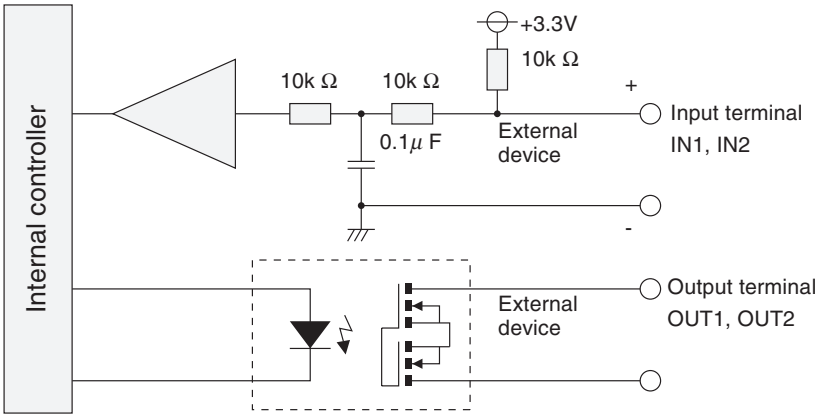 +3.3V
10k Ω
10k Ω
10k Ω
0.1μ F
+
Input terminal
IN1, IN2
External
device
-
Internal controller
Output terminal
OUT1, OUT2
External
device